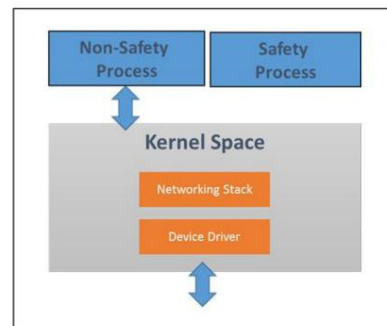 Non-Safety
Process
Safety
Process
Kernel Space
Networking Stack
Device Driver